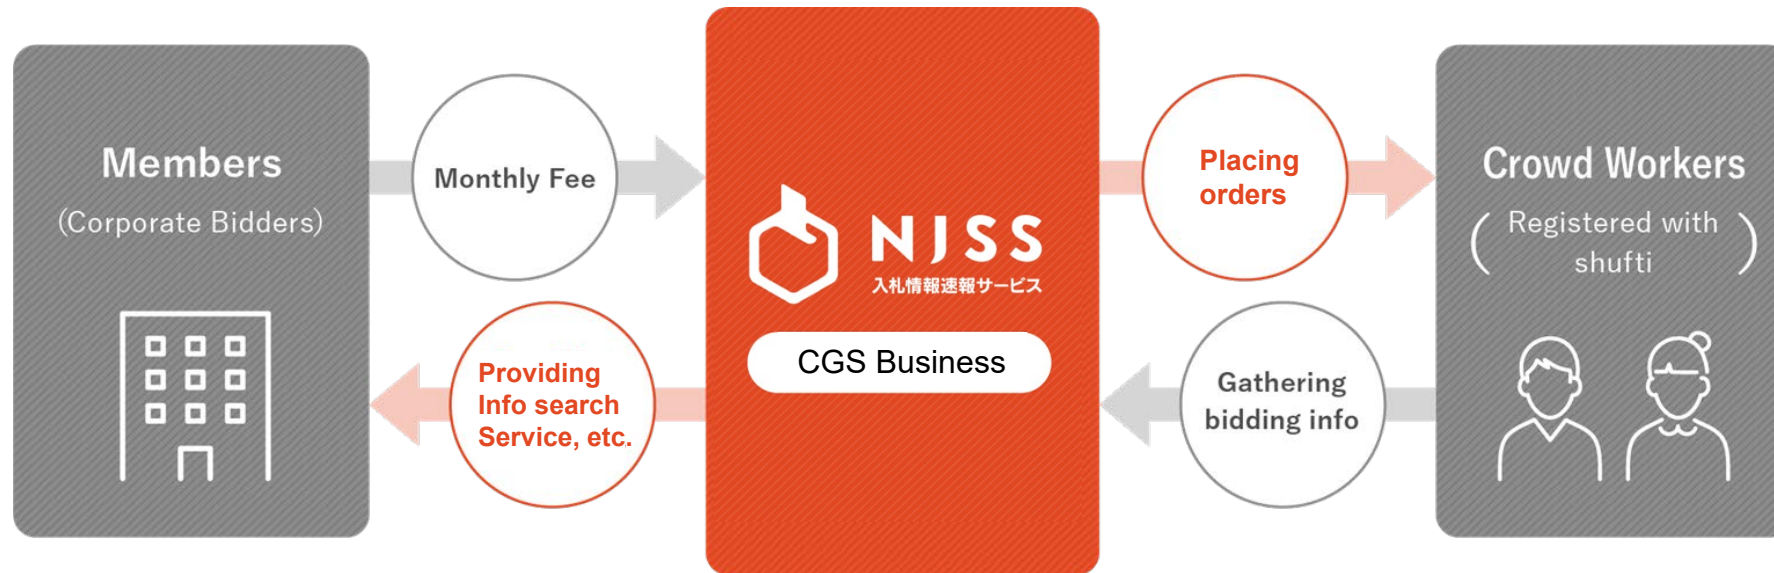 Members
(Corporate Bidders)
Monthly Fee
Providing
Info search
Service, etc.
NJSS
入札情報速報サービス
CGS Business
Placing
orders
Gathering
bidding info
Crowd Workers
(Registered with
shufti)